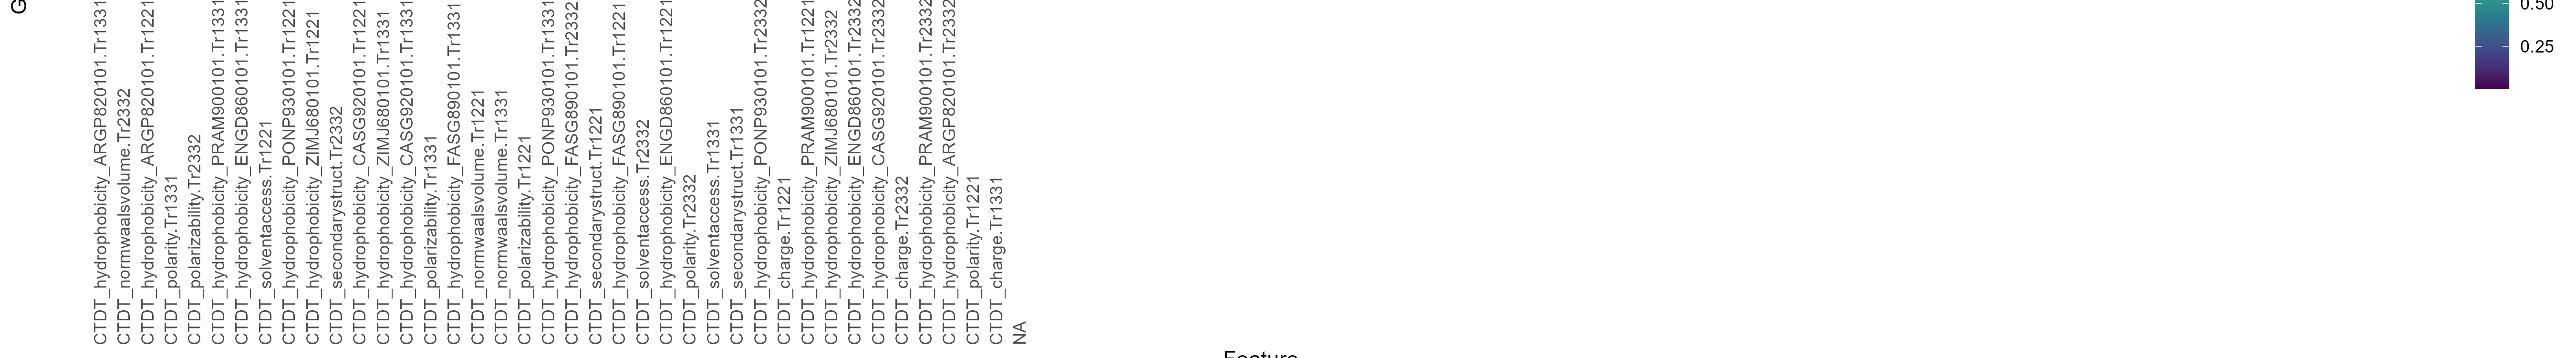 G
0.50
0.25
CTDT_hydrophobicity_ARGP820101.Tr1331
CTDT_normwaalsvolume.Tr2332
CTDT_hydrophobicity_ARGP820101.Tr1221
CTDT_polarity.Tr1331
CTDT_polarizability.Tr2332
CTDT_hydrophobicity_PRAM900101.Tr1331
CTDT_hydrophobicity_ENGD860101.Tr1331
CTDT_solventaccess.Tr1221
CTDT_hydrophobicity_PONP930101.Tr1221
CTDT_hydrophobicity_ZIMJ680101.Tr1221
CTDT_secondarystruct.Tr2332
CTDT_hydrophobicity_CASG920101.Tr1221
CTDT_hydrophobicity_ZIMJ680101.Tr1331
CTDT_hydrophobicity_CASG920101.Tr1331
CTDT_polarizability.Tr1331
CTDT_hydrophobicity_FASG890101.Tr1331
CTDT_normwaalsvolume.Tr1221
CTDT_normwaalsvolume.Tr1331
CTDT_polarizability.Tr1221
CTDT_hydrophobicity_PONP930101.Tr1331
CTDT_hydrophobicity_FASG890101.Tr2332
CTDT_secondarystruct.Tr1221
CTDT_hydrophobicity_FASG890101.Tr1221
CTDT_solventaccess.Tr2332
CTDT_hydrophobicity_ENGD860101.Tr1221
CTDT_polarity.Tr2332
CTDT_solventaccess.Tr1331
CTDT_secondarystruct.Tr1331
CTDT_hydrophobicity_PONP930101.Tr2332
CTDT_charge.Tr1221
CTDT_hydrophobicity_PRAM900101.Tr1221
CTDT_hydrophobicity_ZIMJ680101.Tr2332
CTDT_hydrophobicity_ENGD860101.Tr2332
CTDT_hydrophobicity_CASG920101.Tr2332
CTDT_charge.Tr2332
CTDT_hydrophobicity_PRAM900101.Tr2332
CTDT_hydrophobicity_ARGP820101.Tr2332
CTDT_polarity.Tr1221
CTDT_charge.Tr1331
NA
Feature